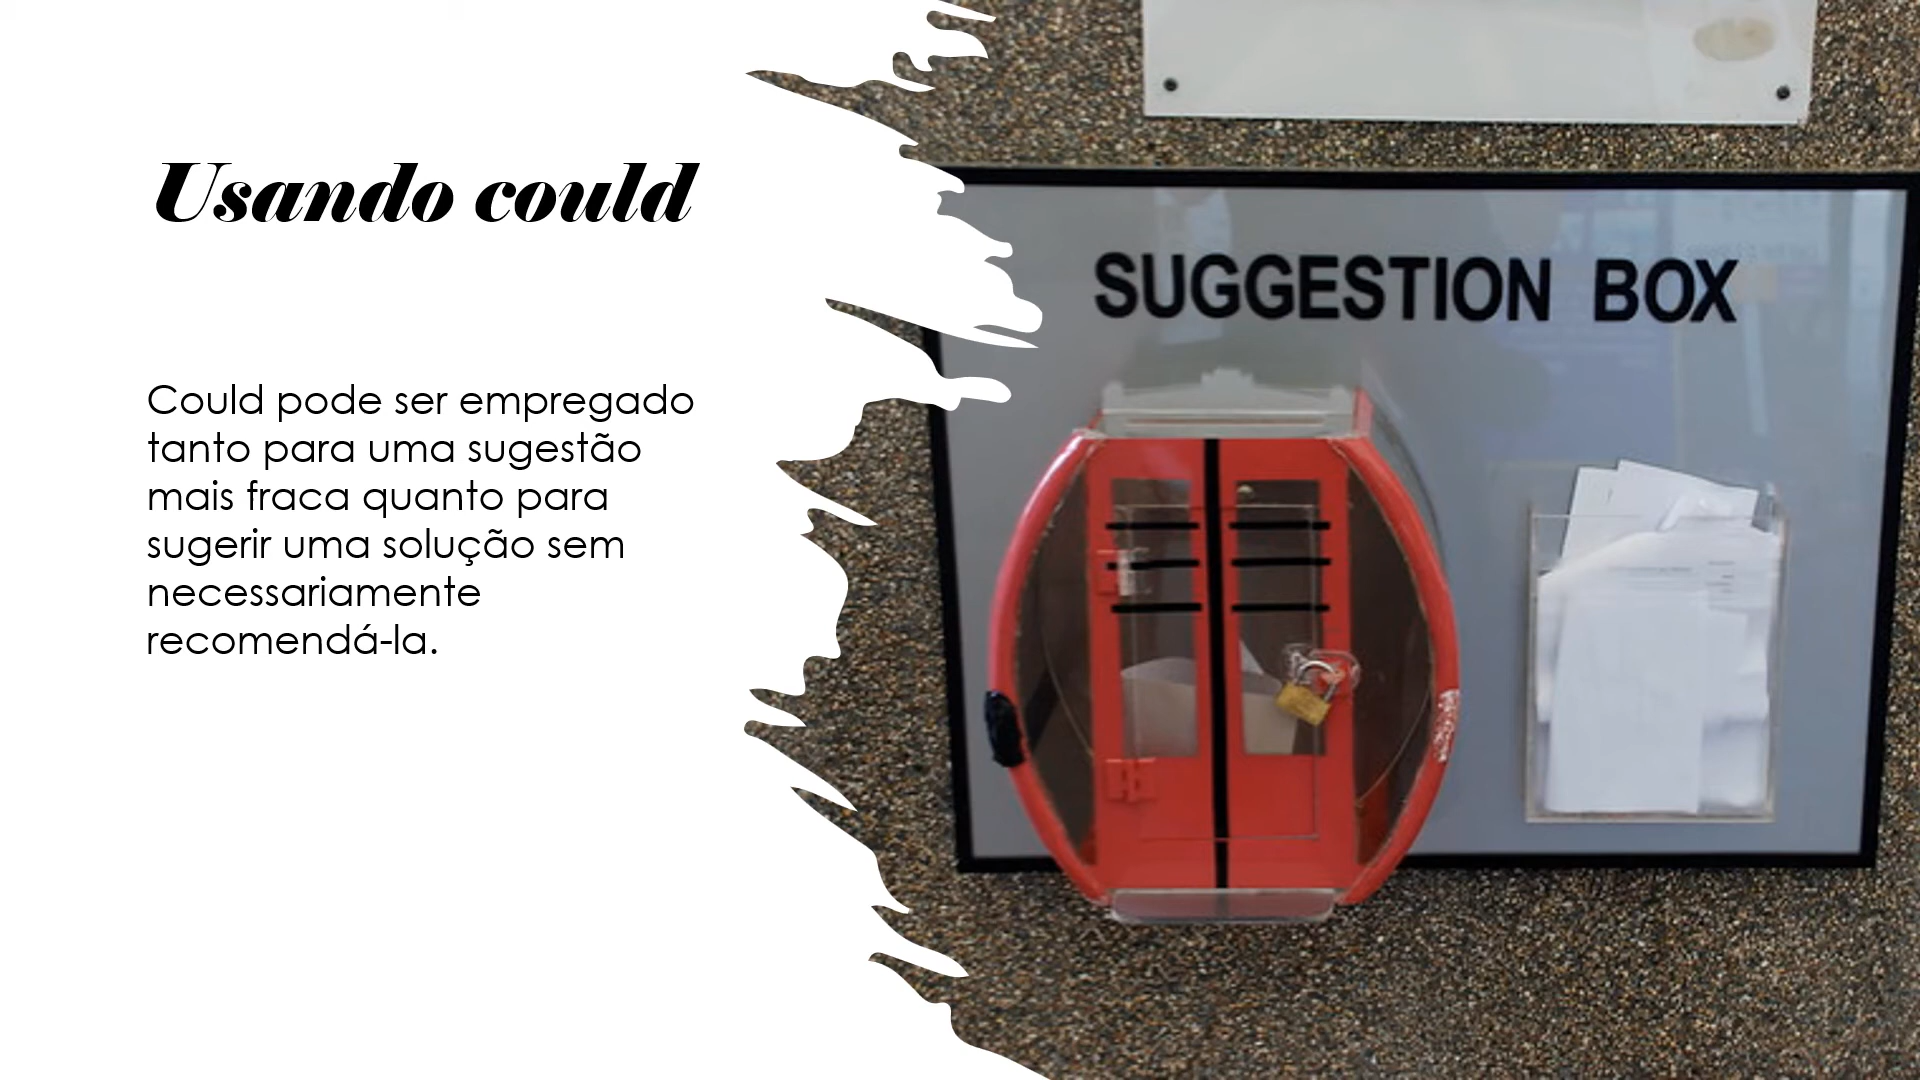 Usando could
Could pode ser empregado
tanto para uma sugestão
mais fraca quanto para
sugerir uma solução sem
necessariamente
recomendá-la.
SUGGESTION BOX